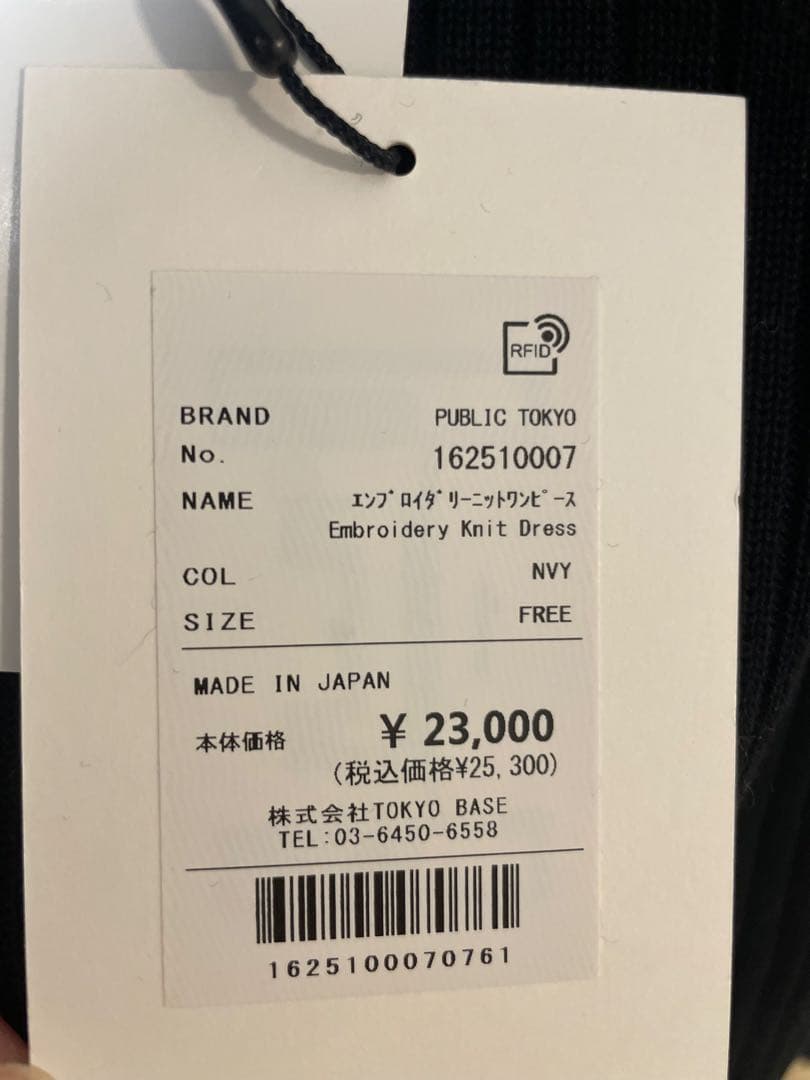 RFID
BRAND PUBLIC TOKYO
No. 162510007
NAME ｴﾝﾌﾞﾛｲﾀﾞﾘｰﾆｯﾄﾜﾝﾋﾟｰｽ
Embroidery Knit Dress
COL NVY
SIZE FREE
MADE IN JAPAN
本体価格 ¥ 23,000
(税込価格¥25,300)
株式会社TOKYO BASE
TEL:03-6450-6558
1625100070761